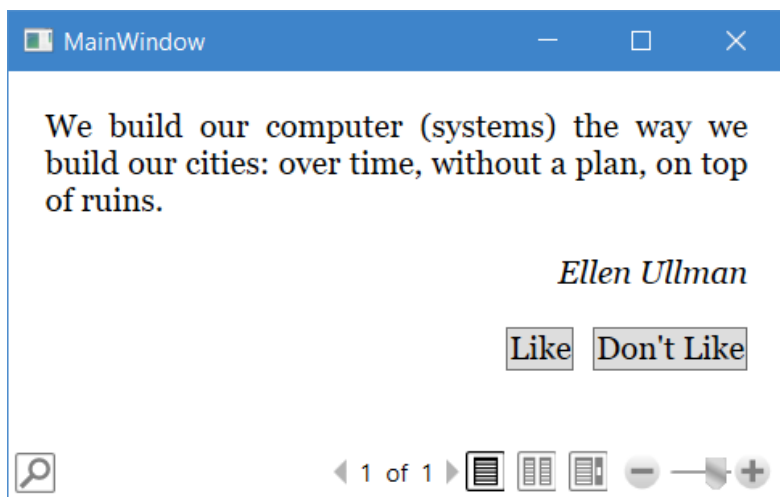 MainWindow
We build our computer (systems) the way we
build our cities: over time, without a plan, on top
of ruins.
Ellen Ullman
Like Don't Like
1 of 1